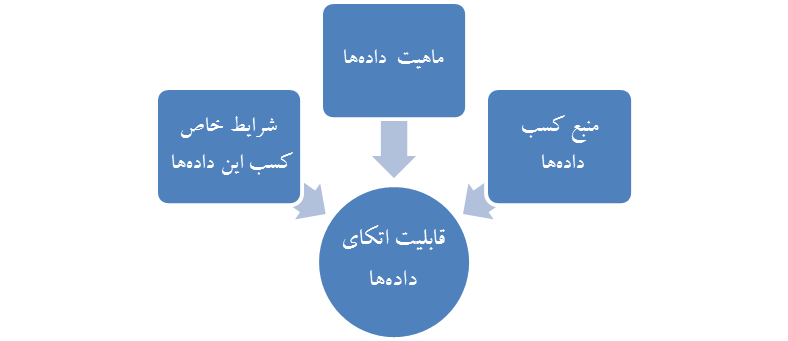 ماهیت داده‌ها
منبع کسب
داده‌ها
شرایط خاص
کسب این داده‌ها
قابلیت اتکای
داده‌ها